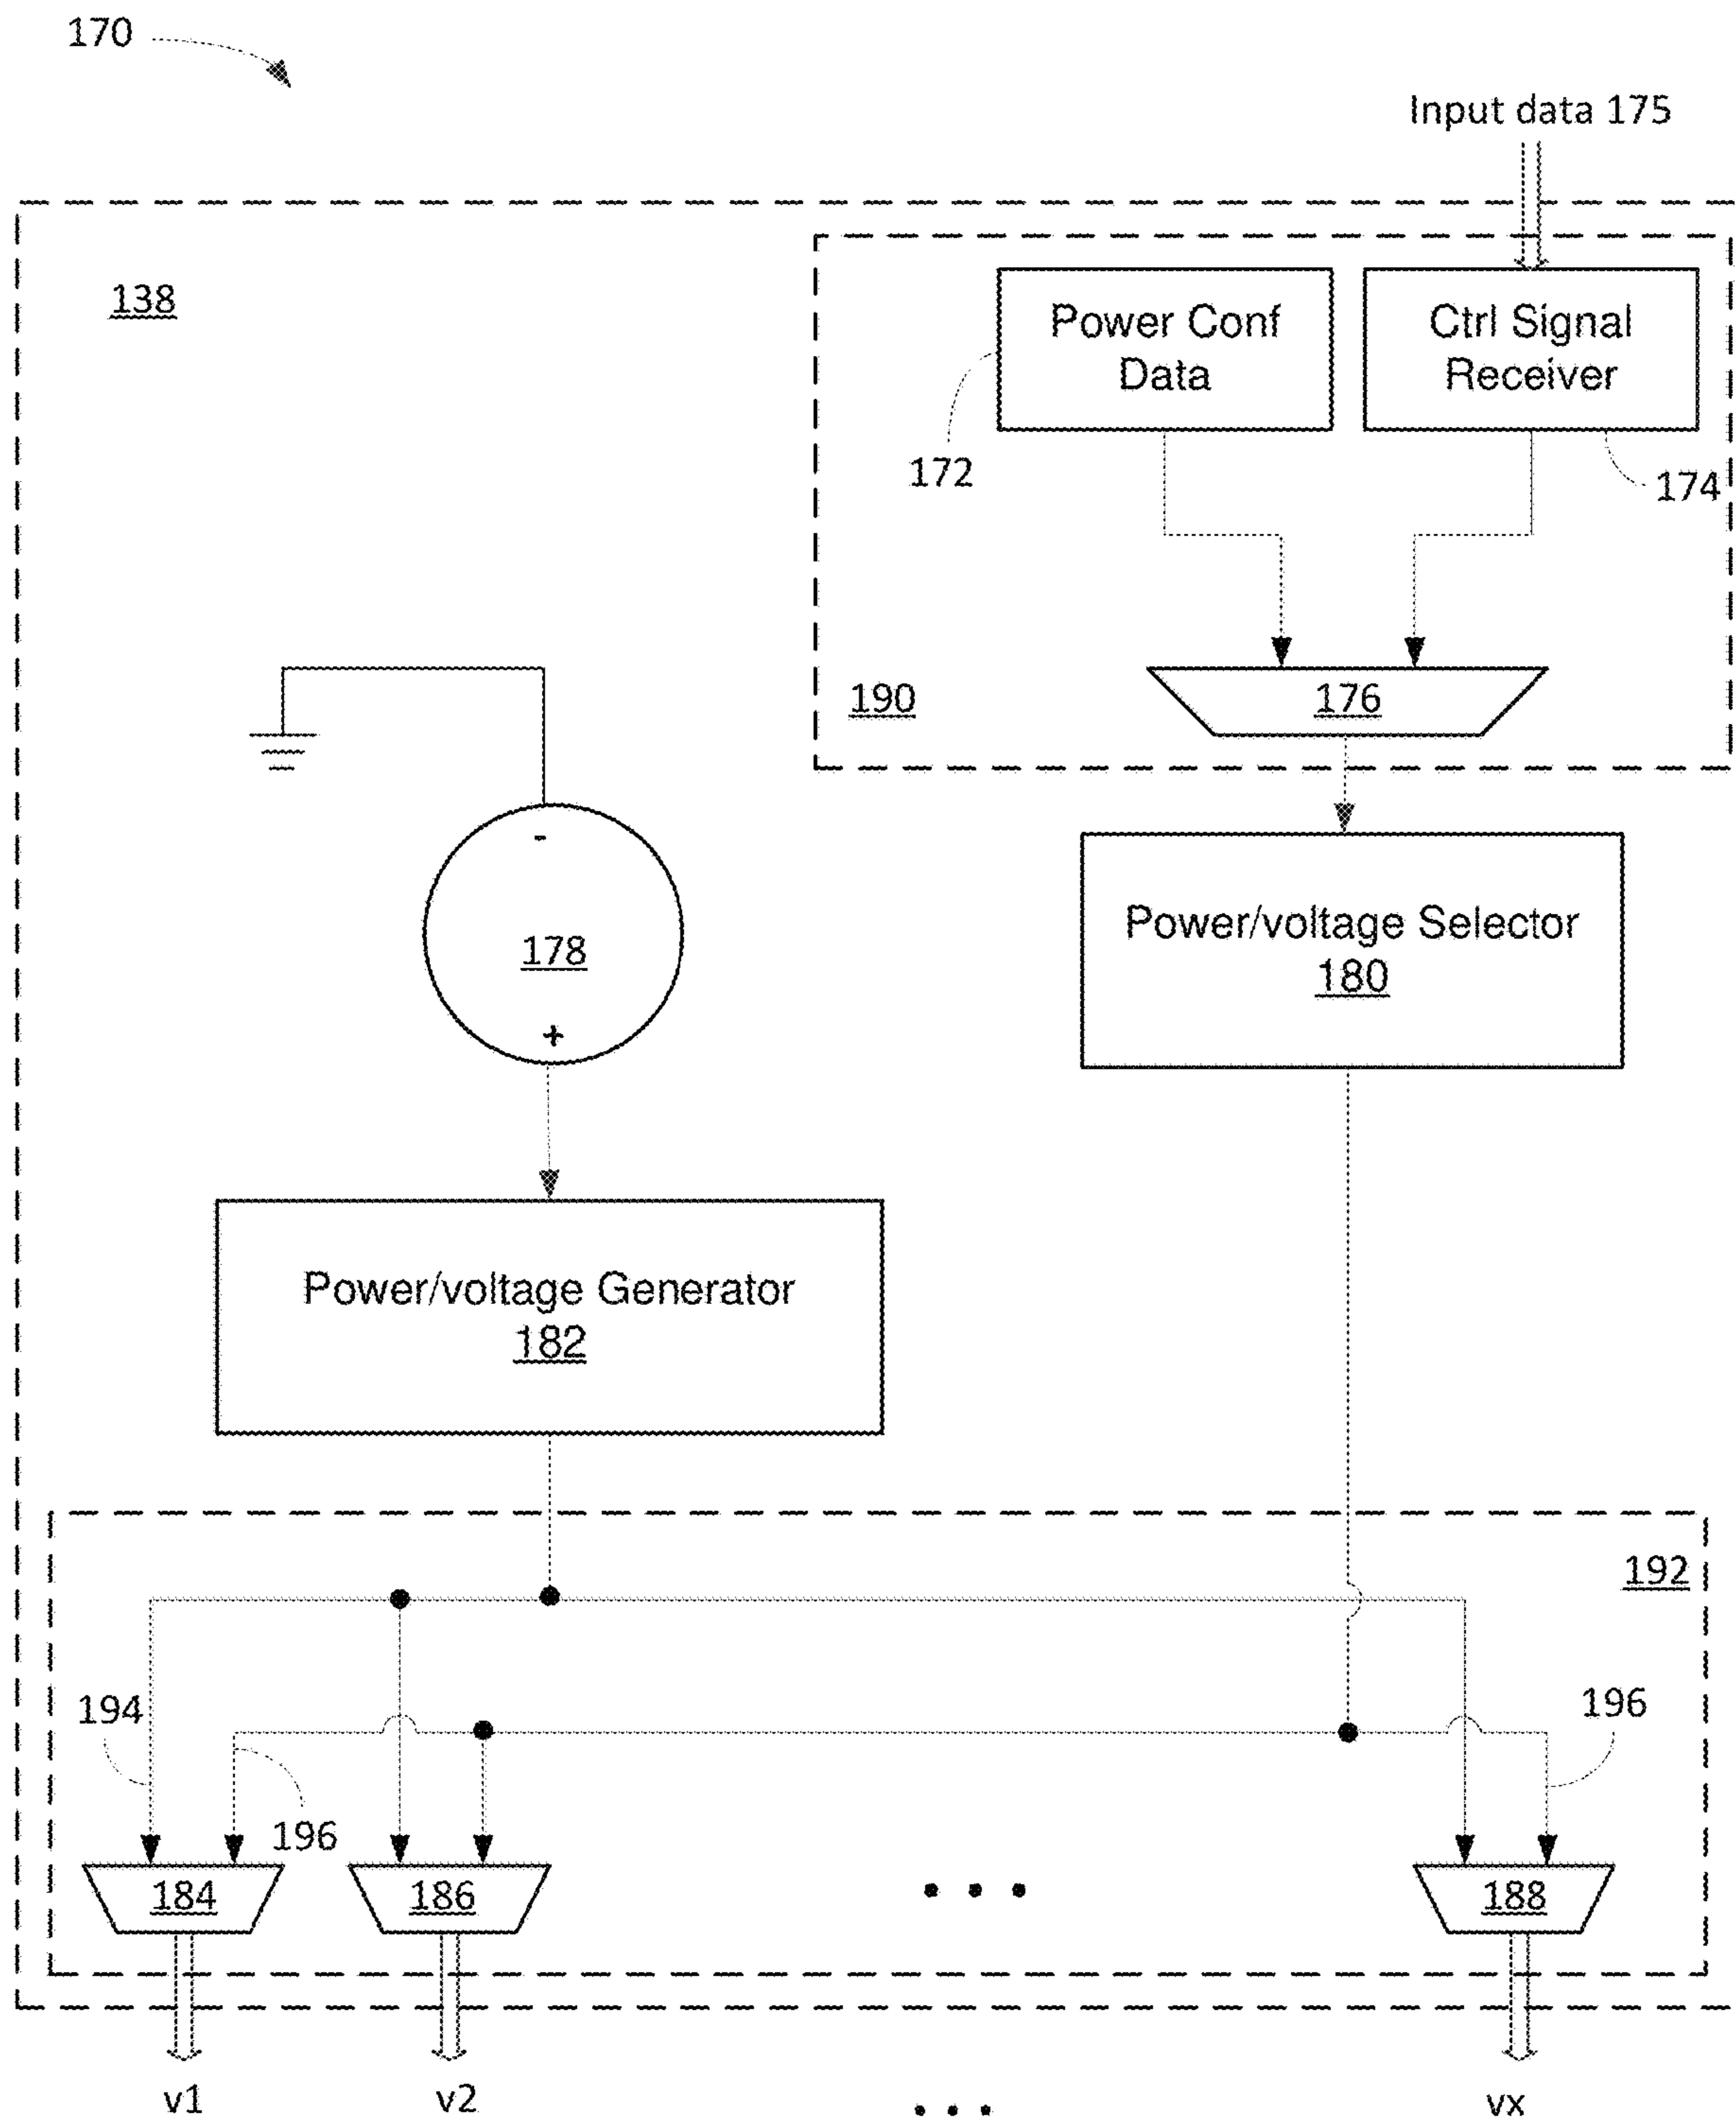 170
Input data 175
138
Power Conf
Data
Ctrl Signal
Receiver
172
174
190
176
-
178
+
Power/voltage Selector
180
Power/voltage Generator
182
192
194
196
196
184
186
• • •
188
v1
v2
• • •
vx